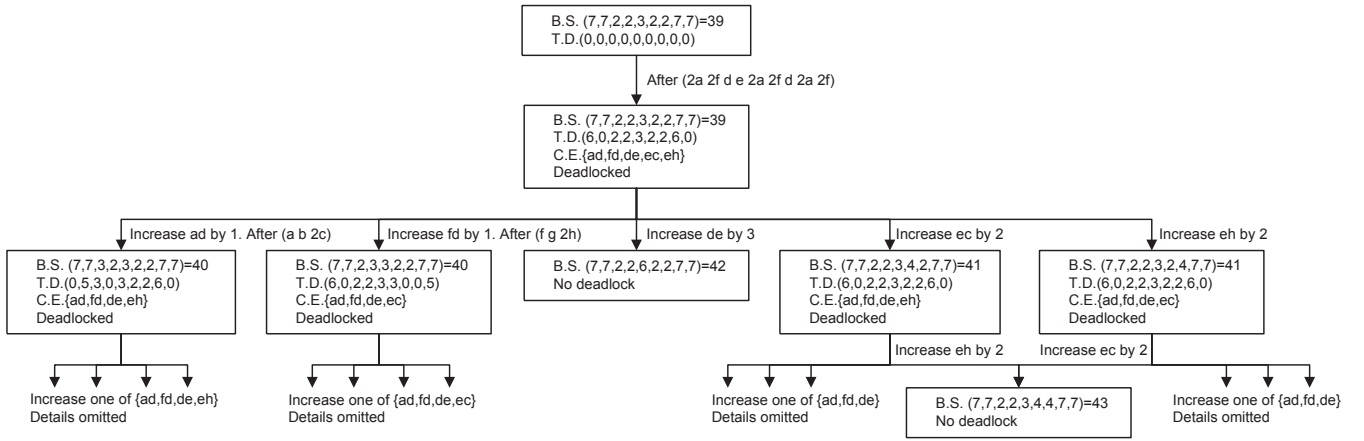 B.S. (7,7,2,2,3,2,2,7,7)=39
T.D.(0,0,0,0,0,0,0,0,0)
After (2a 2f d e 2a 2f d 2a 2f)
B.S. (7,7,2,2,3,2,2,7,7)=39
T.D.(6,0,2,2,3,2,2,6,0)
C.E.{ad,fd,de,ec,eh}
Deadlocked
Increase ad by 1. After (a b 2c)
Increase fd by 1. After (f g 2h)
Increase de by 3
Increase ec by 2
Increase eh by 2
B.S. (7,7,3,2,3,2,2,7,7)=40
T.D.(0,5,3,0,3,2,2,6,0)
C.E.{ad,fd,de,eh}
Deadlocked
B.S. (7,7,2,3,3,2,2,7,7)=40
T.D.(6,0,2,2,3,3,0,0,5)
C.E.{ad,fd,de,ec}
Deadlocked
B.S. (7,7,2,2,6,2,2,7,7)=42
No deadlock
B.S. (7,7,2,2,3,4,2,7,7)=41
T.D.(6,0,2,2,3,2,2,6,0)
C.E.{ad,fd,de,eh}
Deadlocked
B.S. (7,7,2,2,3,2,4,7,7)=41
T.D.(6,0,2,2,3,2,2,6,0)
C.E.{ad,fd,de,ec}
Deadlocked
Increase eh by 2
Increase ec by 2
Increase one of {ad,fd,de,eh}
Details omitted
Increase one of {ad,fd,de,ec}
Details omitted
Increase one of {ad,fd,de}
Details omitted
B.S. (7,7,2,2,3,4,4,7,7)=43
No deadlock
Increase one of {ad,fd,de}
Details omitted